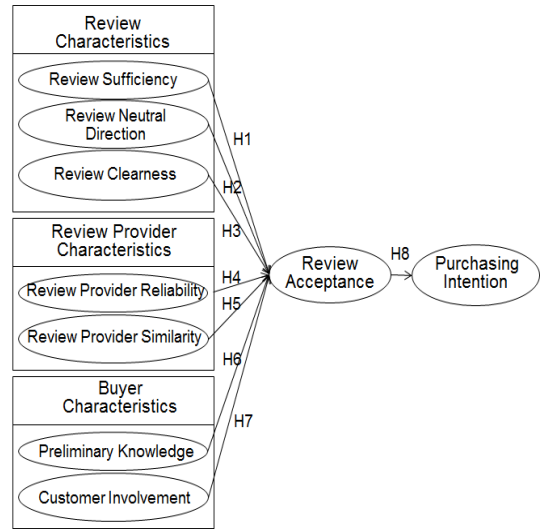 Review
Characteristics
Review Sufficiency
Review Neutral
Direction
Review Clearness
Review Provider
Characteristics
Review Provider Reliability
Review Provider Similarity
Buyer
Characteristics
Preliminary Knowledge
Customer Involvement
H1
H2
H3
H4
H5
H6
H7
Review
Acceptance
H8
Purchasing
Intention